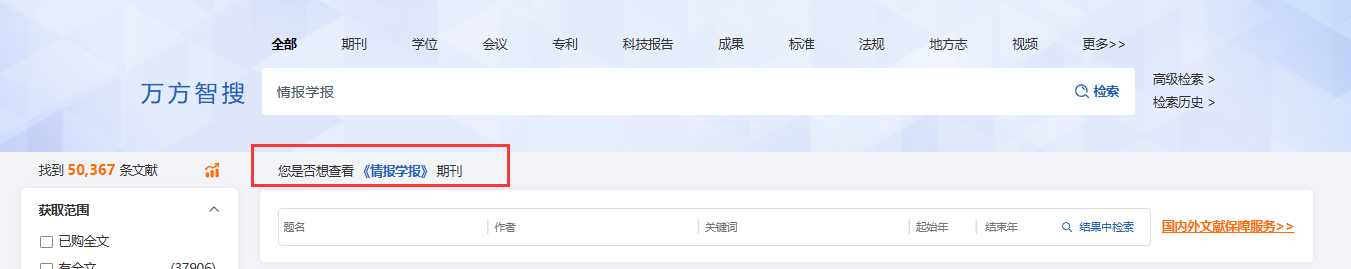 全部 期刊 学位 会议 专利 科技报告 成果 标准 法规 地方志 视频 更多>>
万方智搜
情报学报
检索
高级检索 >
检索历史 >
找到 50,367 条文献
您是否想查看 《情报学报》 期刊
获取范围
已购全文
有全文 (37906)
题名 作者 关键词 起始年 结束年 结果中检索
国内外文献保障服务>>